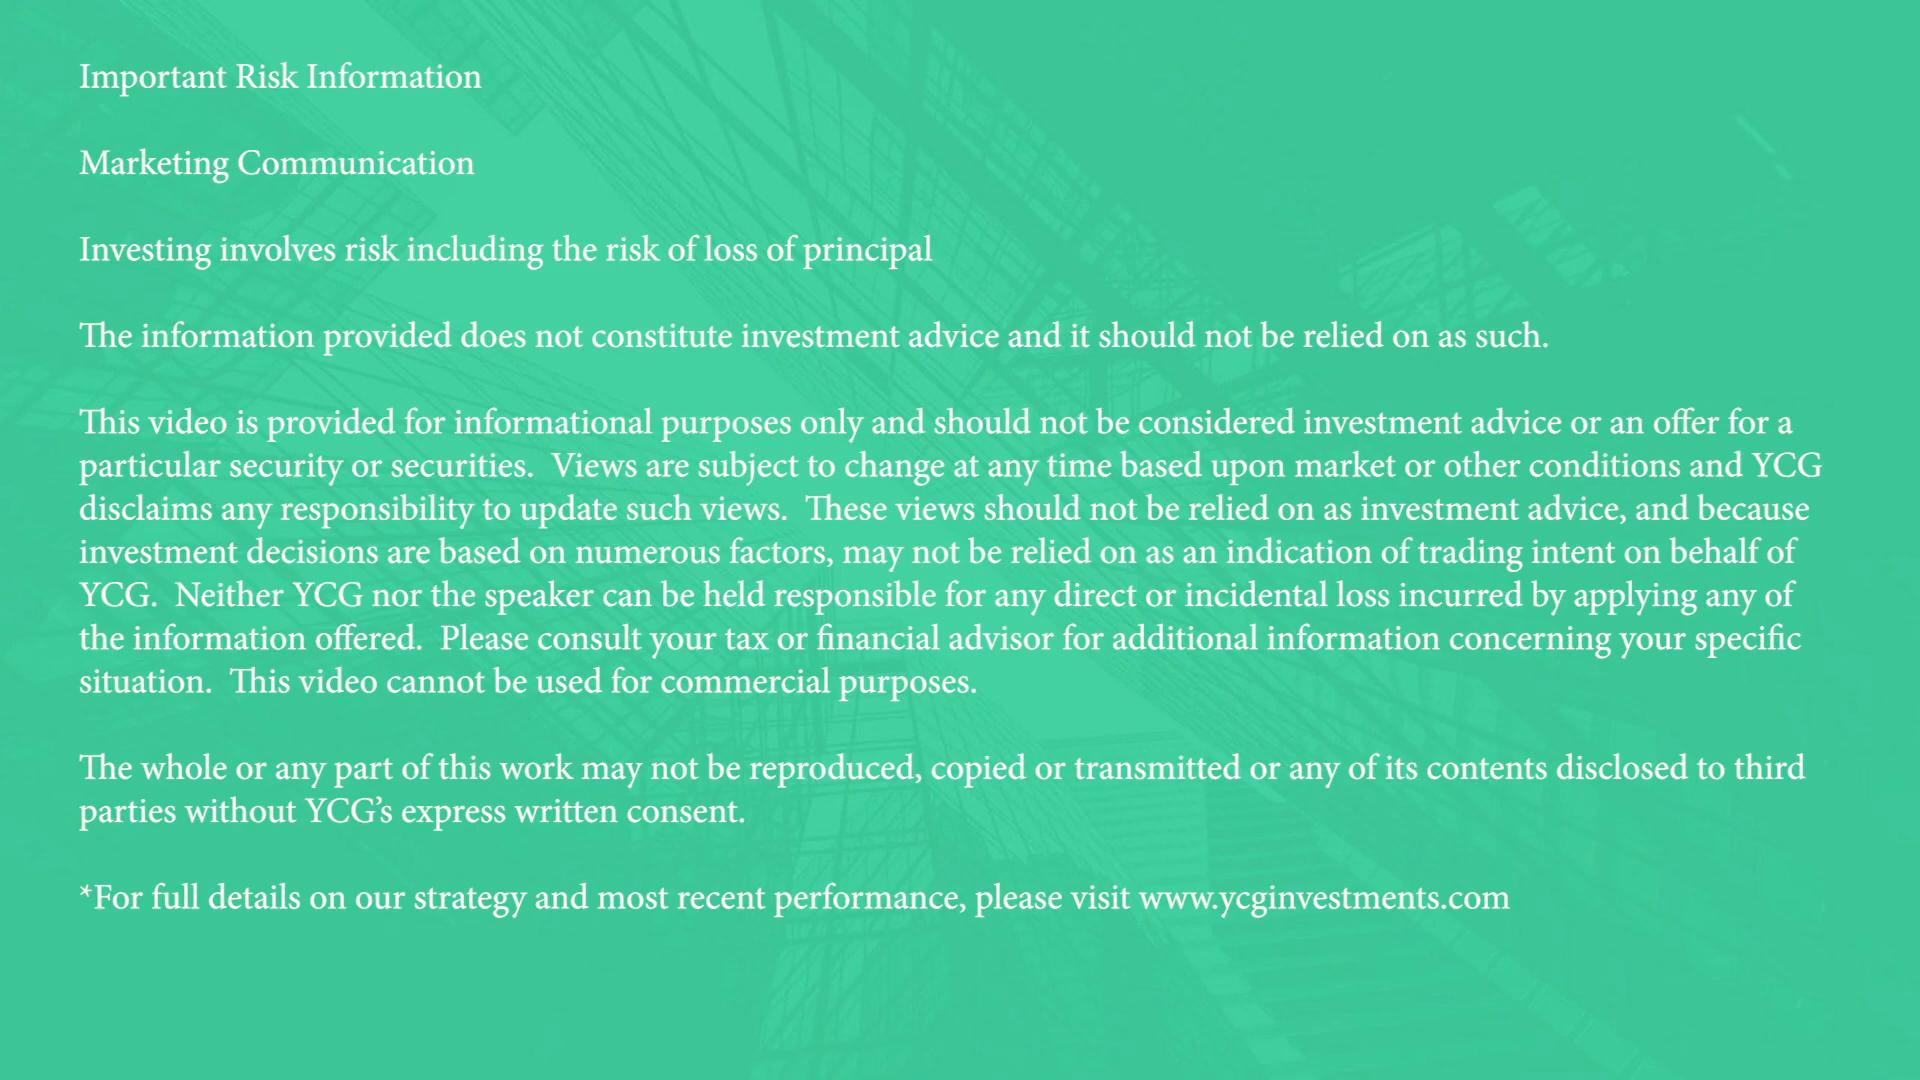 Important Risk Information
Marketing Communication
Investing involves risk including the risk of loss of principal
The information provided does not constitute investment advice and it should not be relied on as such.
This video is provided for informational purposes only and should not be considered investment advice or an offer for a
particular security or securities.  Views are subject to change at any time based upon market or other conditions and YCG
disclaims any responsibility to update such views.  These views should not be relied on as investment advice, and because
investment decisions are based on numerous factors, may not be relied on as an indication of trading intent on behalf of
YCG.  Neither YCG nor the speaker can be held responsible for any direct or incidental loss incurred by applying any of
the information offered.  Please consult your tax or financial advisor for additional information concerning your specific
situation.  This video cannot be used for commercial purposes.
The whole or any part of this work may not be reproduced, copied or transmitted or any of its contents disclosed to third
parties without YCG’s express written consent.
*For full details on our strategy and most recent performance, please visit www.ycginvestments.com